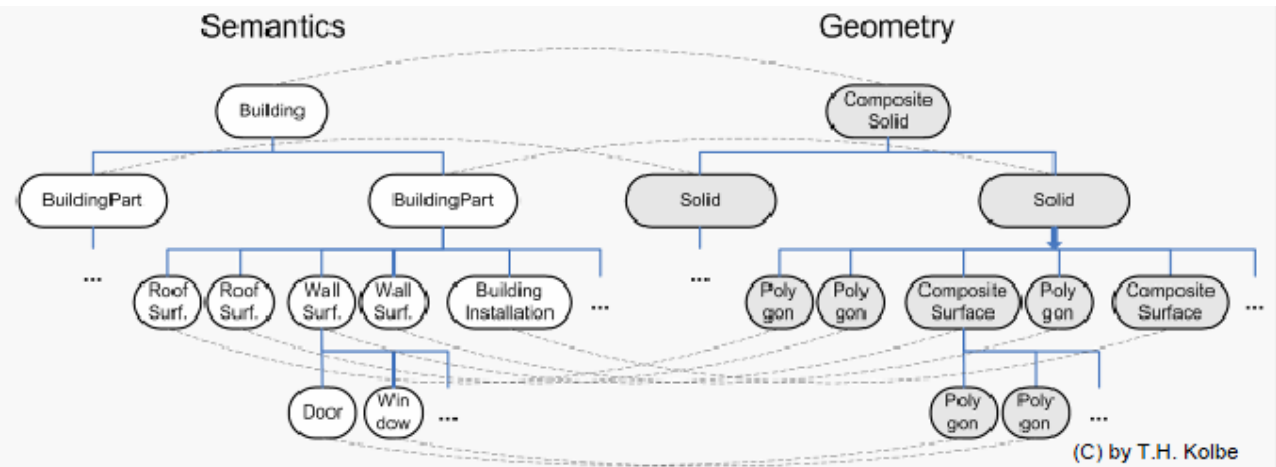 Semantics Geometry
Building
Composite
Solid
BuildingPart BuildingPart Solid Solid
... ...
Roof
Surf.
Roof
Surf.
Wall
Surf.
Wall
Surf.
Building
Installation
...
Poly
gon
Poly
gon
Composite
Surface
Poly
gon
Composite
Surface
...
Door
Win
dow
...
Poly
gon
Poly
gon
...
(C) by T.H. Kolbe